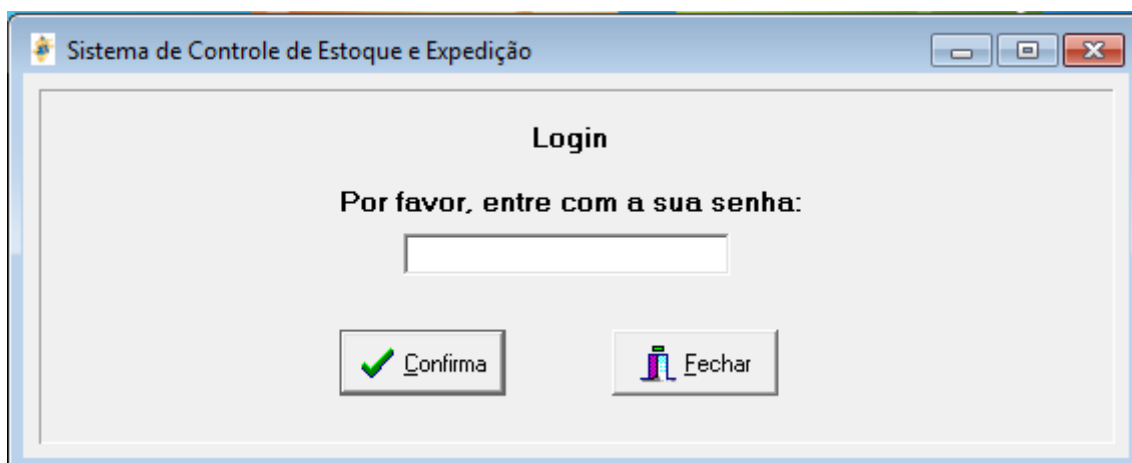 Sistema de Controle de Estoque e Expedição
Login
Por favor, entre com a sua senha:
Confirma
Fechar